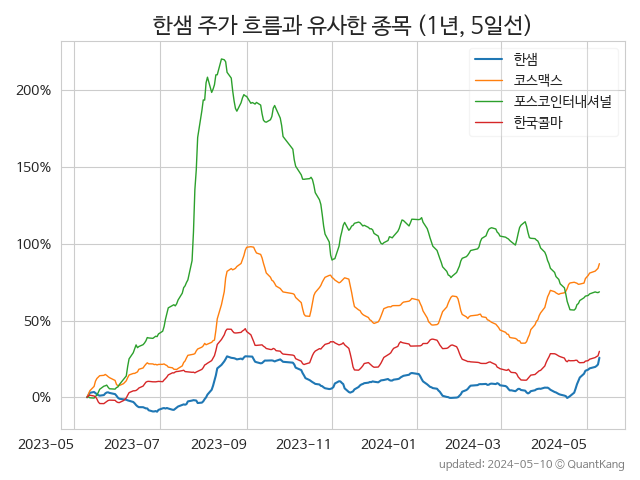 한샘 주가 흐름과 유사한 종목 (1년, 5일선)
한샘
코스맥스
포스코인터내셔널
한국콜마
200%
150%
100%
50%
0%
2023-05 2023-07 2023-09 2023-11 2024-01 2024-03 2024-05
updated: 2024-05-10 © QuantKang